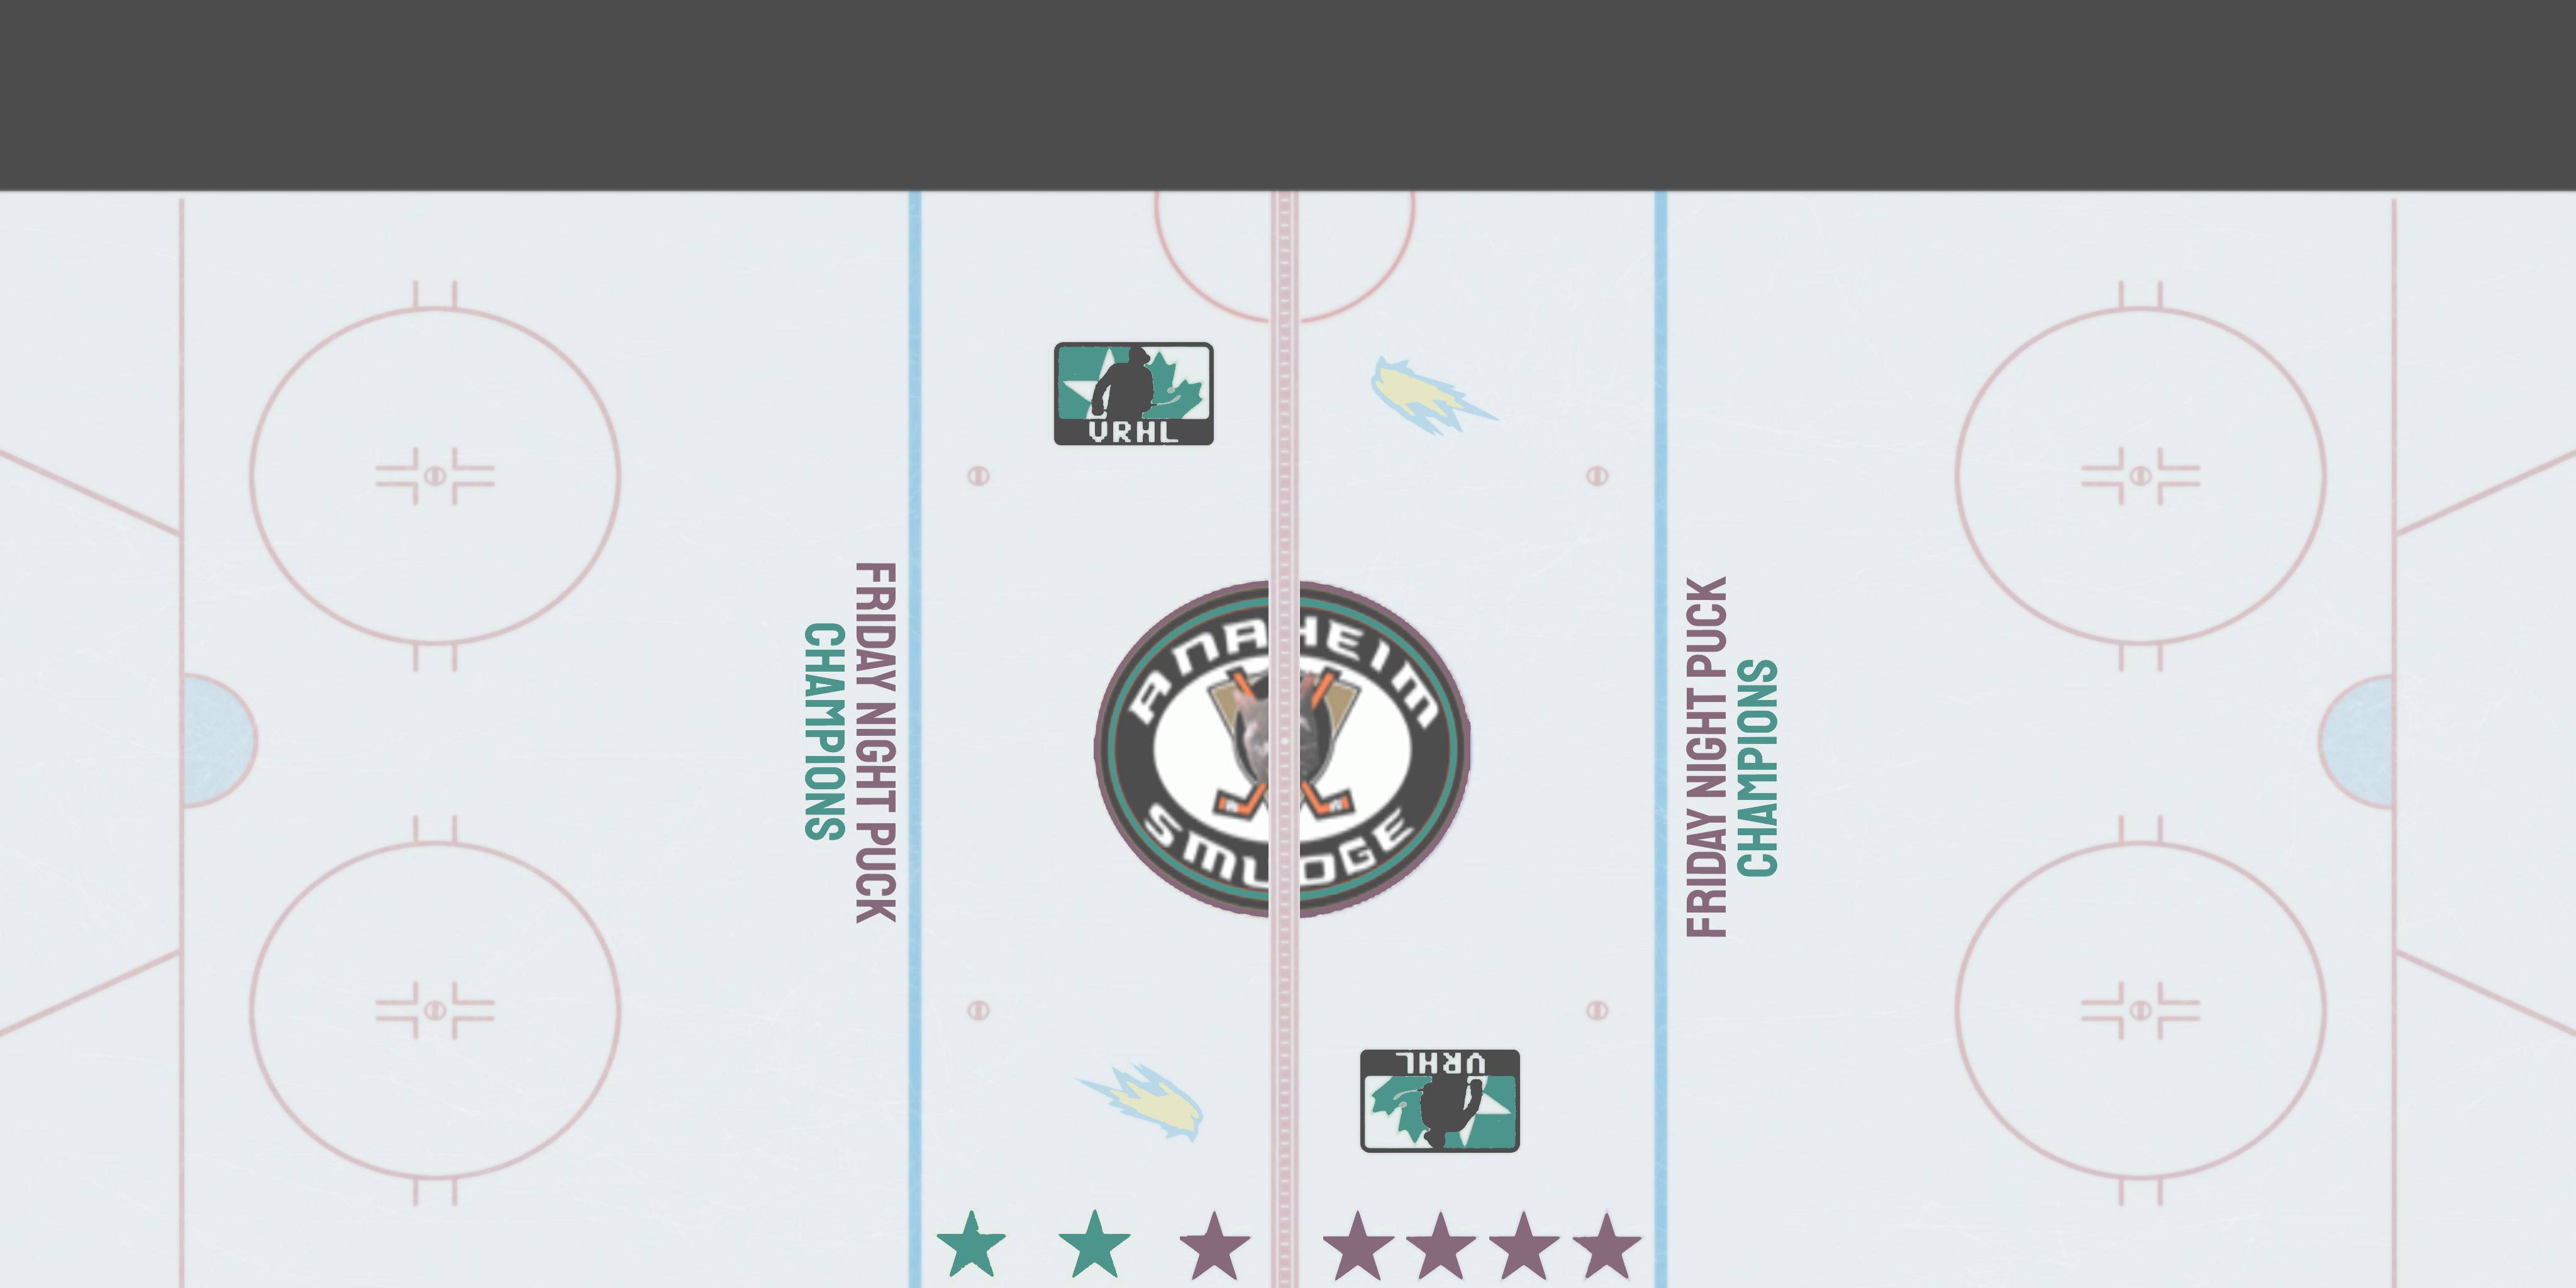 VRHL
FRIDAY NIGHT PUCK
CHAMPIONS
ANAHEIM
SMUDGE
FRIDAY NIGHT PUCK
CHAMPIONS
VRHL